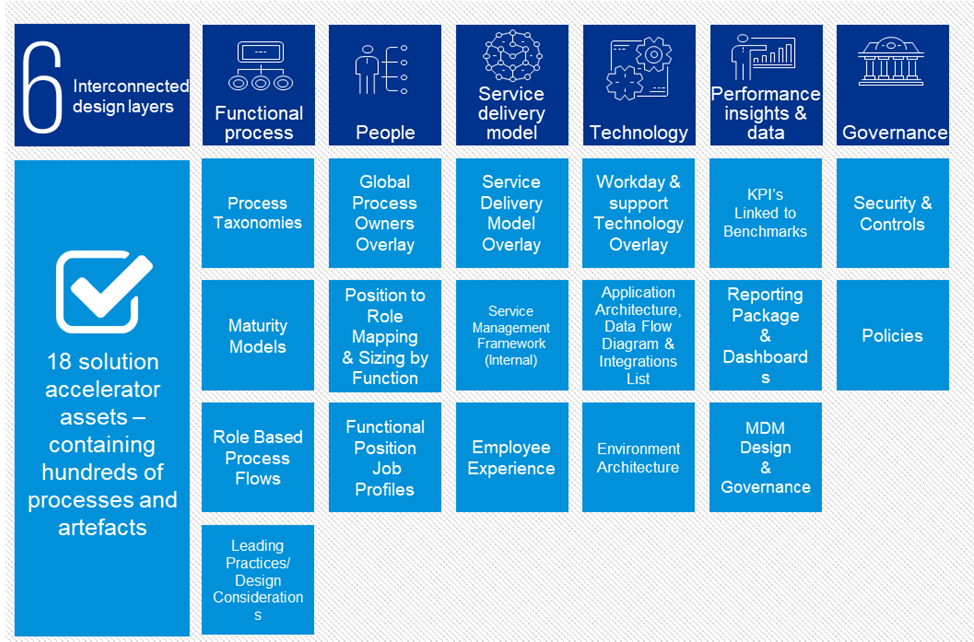 6
Interconnected
design layers
Functional
process
People
Service
delivery
model
Technology
Performance
insights &
data
Governance
18 solution
accelerator
assets –
containing
hundreds of
processes and
artefacts
Process
Taxonomies
Global
Process
Owners
Overlay
Service
Delivery
Model
Overlay
Workday &
support
Technology
Overlay
KPI's
Linked to
Benchmarks
Security &
Controls
Maturity
Models
Position to
Role
Mapping
& Sizing by
Function
Service
Management
Framework
(Internal)
Application
Architecture,
Data Flow
Diagram &
Integrations
List
Reporting
Package
&
Dashboard
s
Policies
Role Based
Process
Flows
Functional
Position
Job
Profiles
Employee
Experience
Environment
Architecture
MDM
Design
&
Governance
Leading
Practices/
Design
Consideration
s